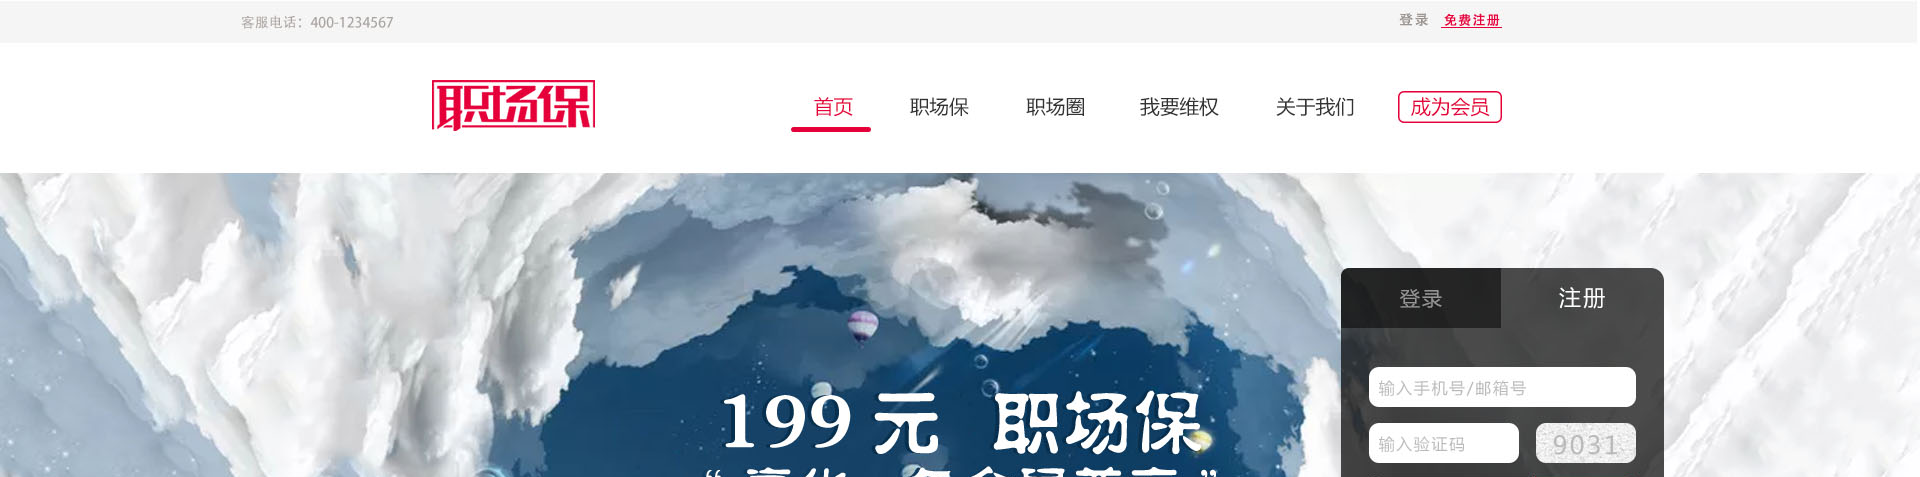 客服电话：400-1234567
登录 免费注册
职场保
首页 职场保 职场圈 我要维权 关于我们 成为会员
登录 注册
输入手机号/邮箱号
199 元 职场保
输入验证码 9031